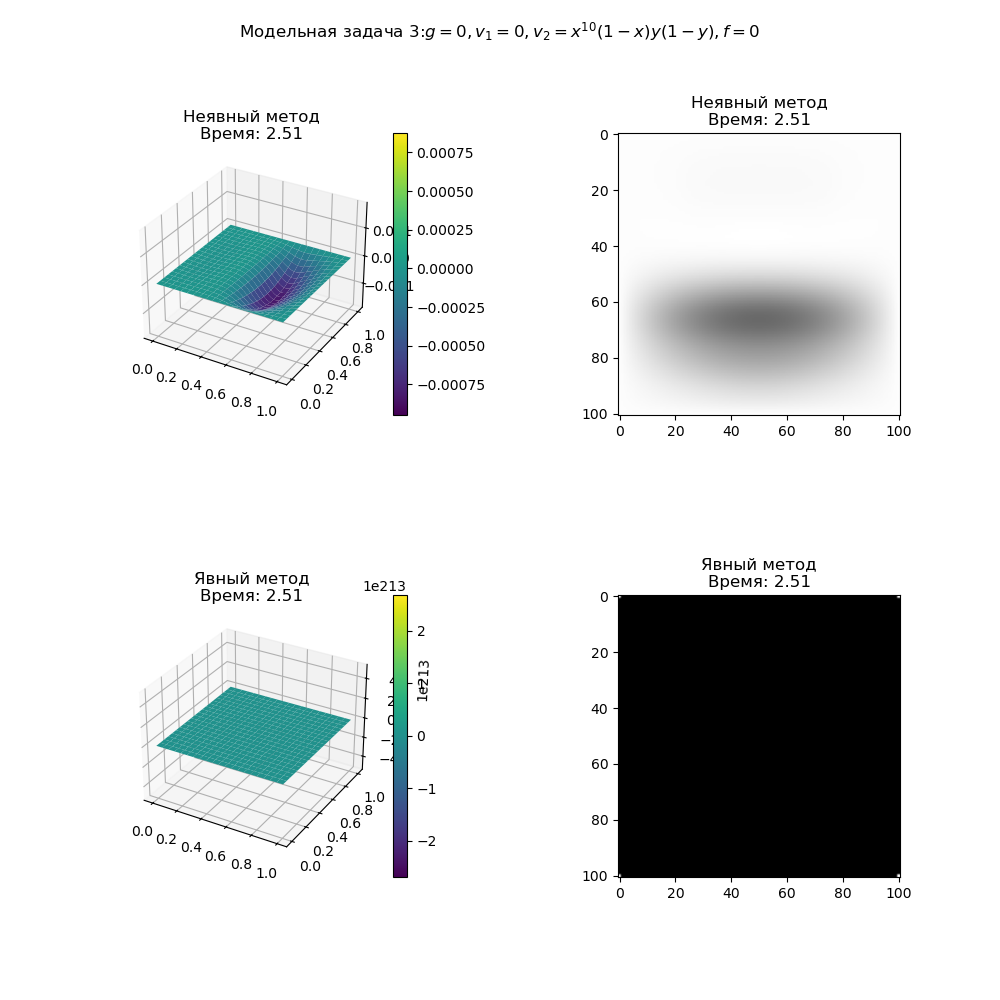 Модельная задача 3:g = 0, v₁ = 0, v₂ = x¹⁰(1 − x)y(1 − y), f = 0
Неявный метод
Время: 2.51
0.00075
0.00050
0.00025
0.00000
−0.00025
−0.00050
−0.00075
0.0 0.2 0.4 0.6 0.8 1.0
0.0 0.2 0.4 0.6 0.8 1.0
Неявный метод
Время: 2.51
0
20
40
60
80
100
0 20 40 60 80 100
Явный метод
Время: 2.51
1e213
2
1
0
−1
−2
1e213
0.0 0.2 0.4 0.6 0.8 1.0
0.0 0.2 0.4 0.6 0.8 1.0
Явный метод
Время: 2.51
0
20
40
60
80
100
0 20 40 60 80 100